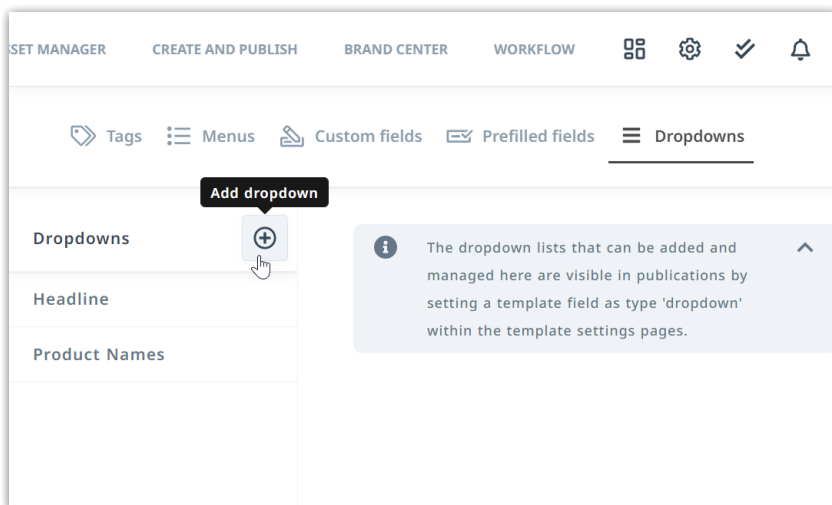 SET MANAGER CREATE AND PUBLISH BRAND CENTER WORKFLOW
Tags Menus Custom fields Prefilled fields Dropdowns
Add dropdown
Dropdowns
Headline
Product Names
The dropdown lists that can be added and
managed here are visible in publications by
setting a template field as type 'dropdown'
within the template settings pages.